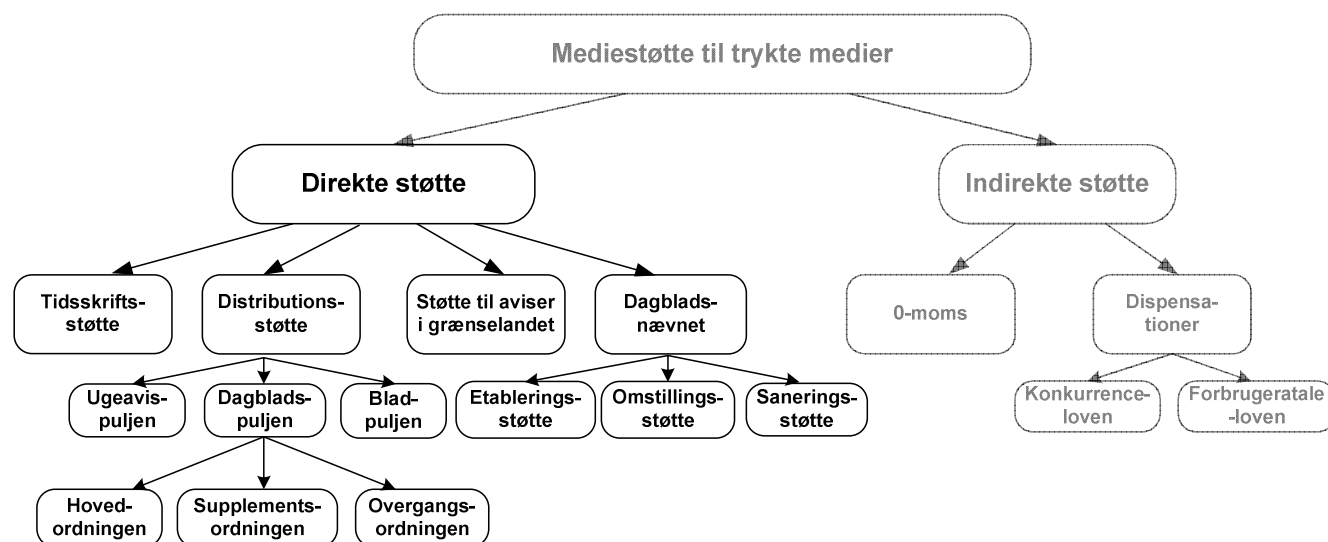 Mediestøtte til trykte medier
Direkte støtte
Indirekte støtte
Tidsskrifts-
støtte
Distributions-
støtte
Støtte til aviser
i grænselandet
Dagblads-
nævnet
0-moms
Dispensa-
tioner
Ugeavis-
puljen
Dagblads-
puljen
Blad-
puljen
Etablerings-
støtte
Omstillings-
støtte
Sanerings-
støtte
Konkurrence-
loven
Forbrugeratale
-loven
Hoved-
ordningen
Supplements-
ordningen
Overgangs-
ordningen